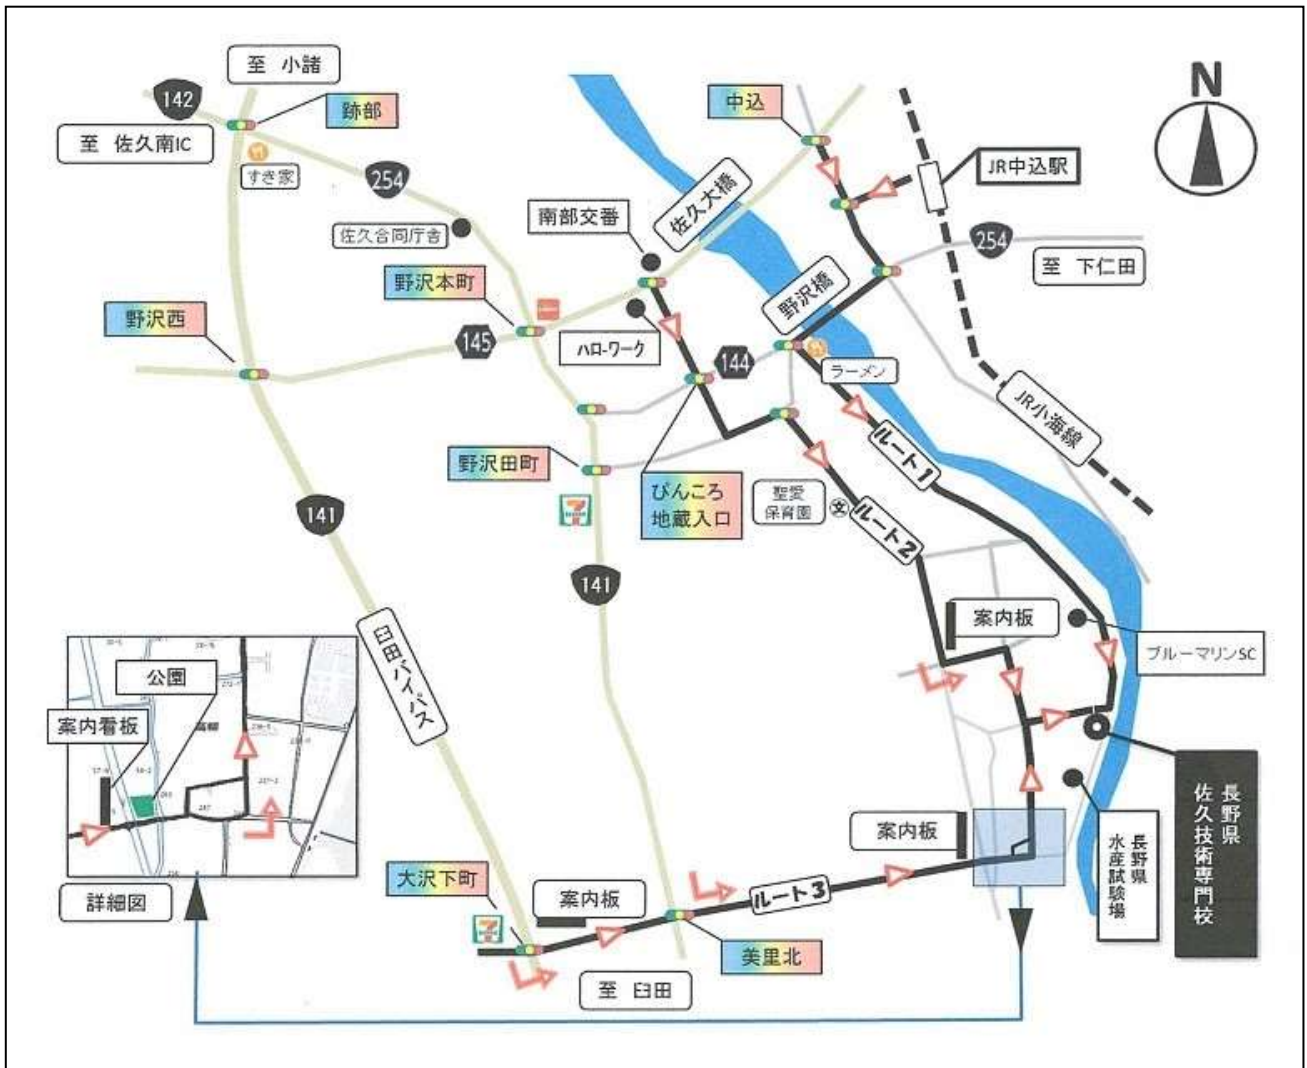 至 小諸
142
跡部
至 佐久南IC
すき家
254
佐久合同庁舎
南部交番
佐久大橋
中込
N
JR中込駅
254
至 下仁田
野沢本町
野沢西
145
ハローワーク
野沢橋
144
ラーメン
JR小海線
野沢田町
ぴんころ
地蔵入口
聖愛
保育園
文
ルート1
ルート2
141
141
臼田バイパス
案内板
ブルーマリンSC
公園
案内看板
詳細図
大沢下町
案内板
ルート3
案内板
美里北
至 臼田
長野県
水産試験場
長野県
佐久技術専門校